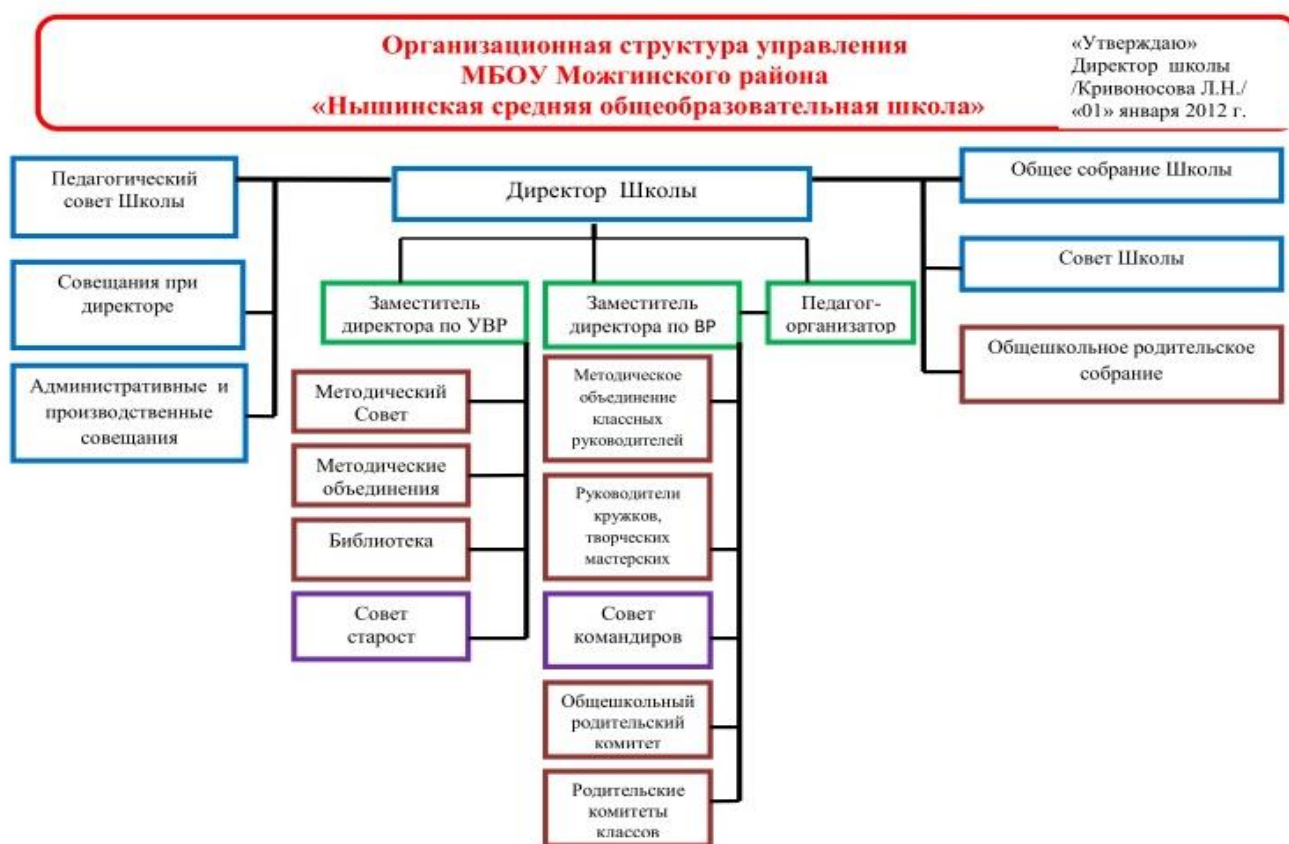 Организационная структура управления
МБОУ Можгинского района
«Нышинская средняя общеобразовательная школа»
«Утверждаю»
Директор школы
/Кривоносова Л.Н./
«01» января 2012 г.
Педагогический
совет Школы
Директор Школы
Общее собрание Школы
Совещания при
директоре
Совет Школы
Заместитель
директора по УВР
Заместитель
директора по ВР
Педагог-
организатор
Административные и
производственные
совещания
Общешкольное родительское
собрание
Методический
Совет
Методические
объединения
Библиотека
Совет
старост
Методическое
объединение
классных
руководителей
Руководители
кружков,
творческих
мастерских
Совет
командиров
Общешкольный
родительский
комитет
Родительские
комитеты
классов